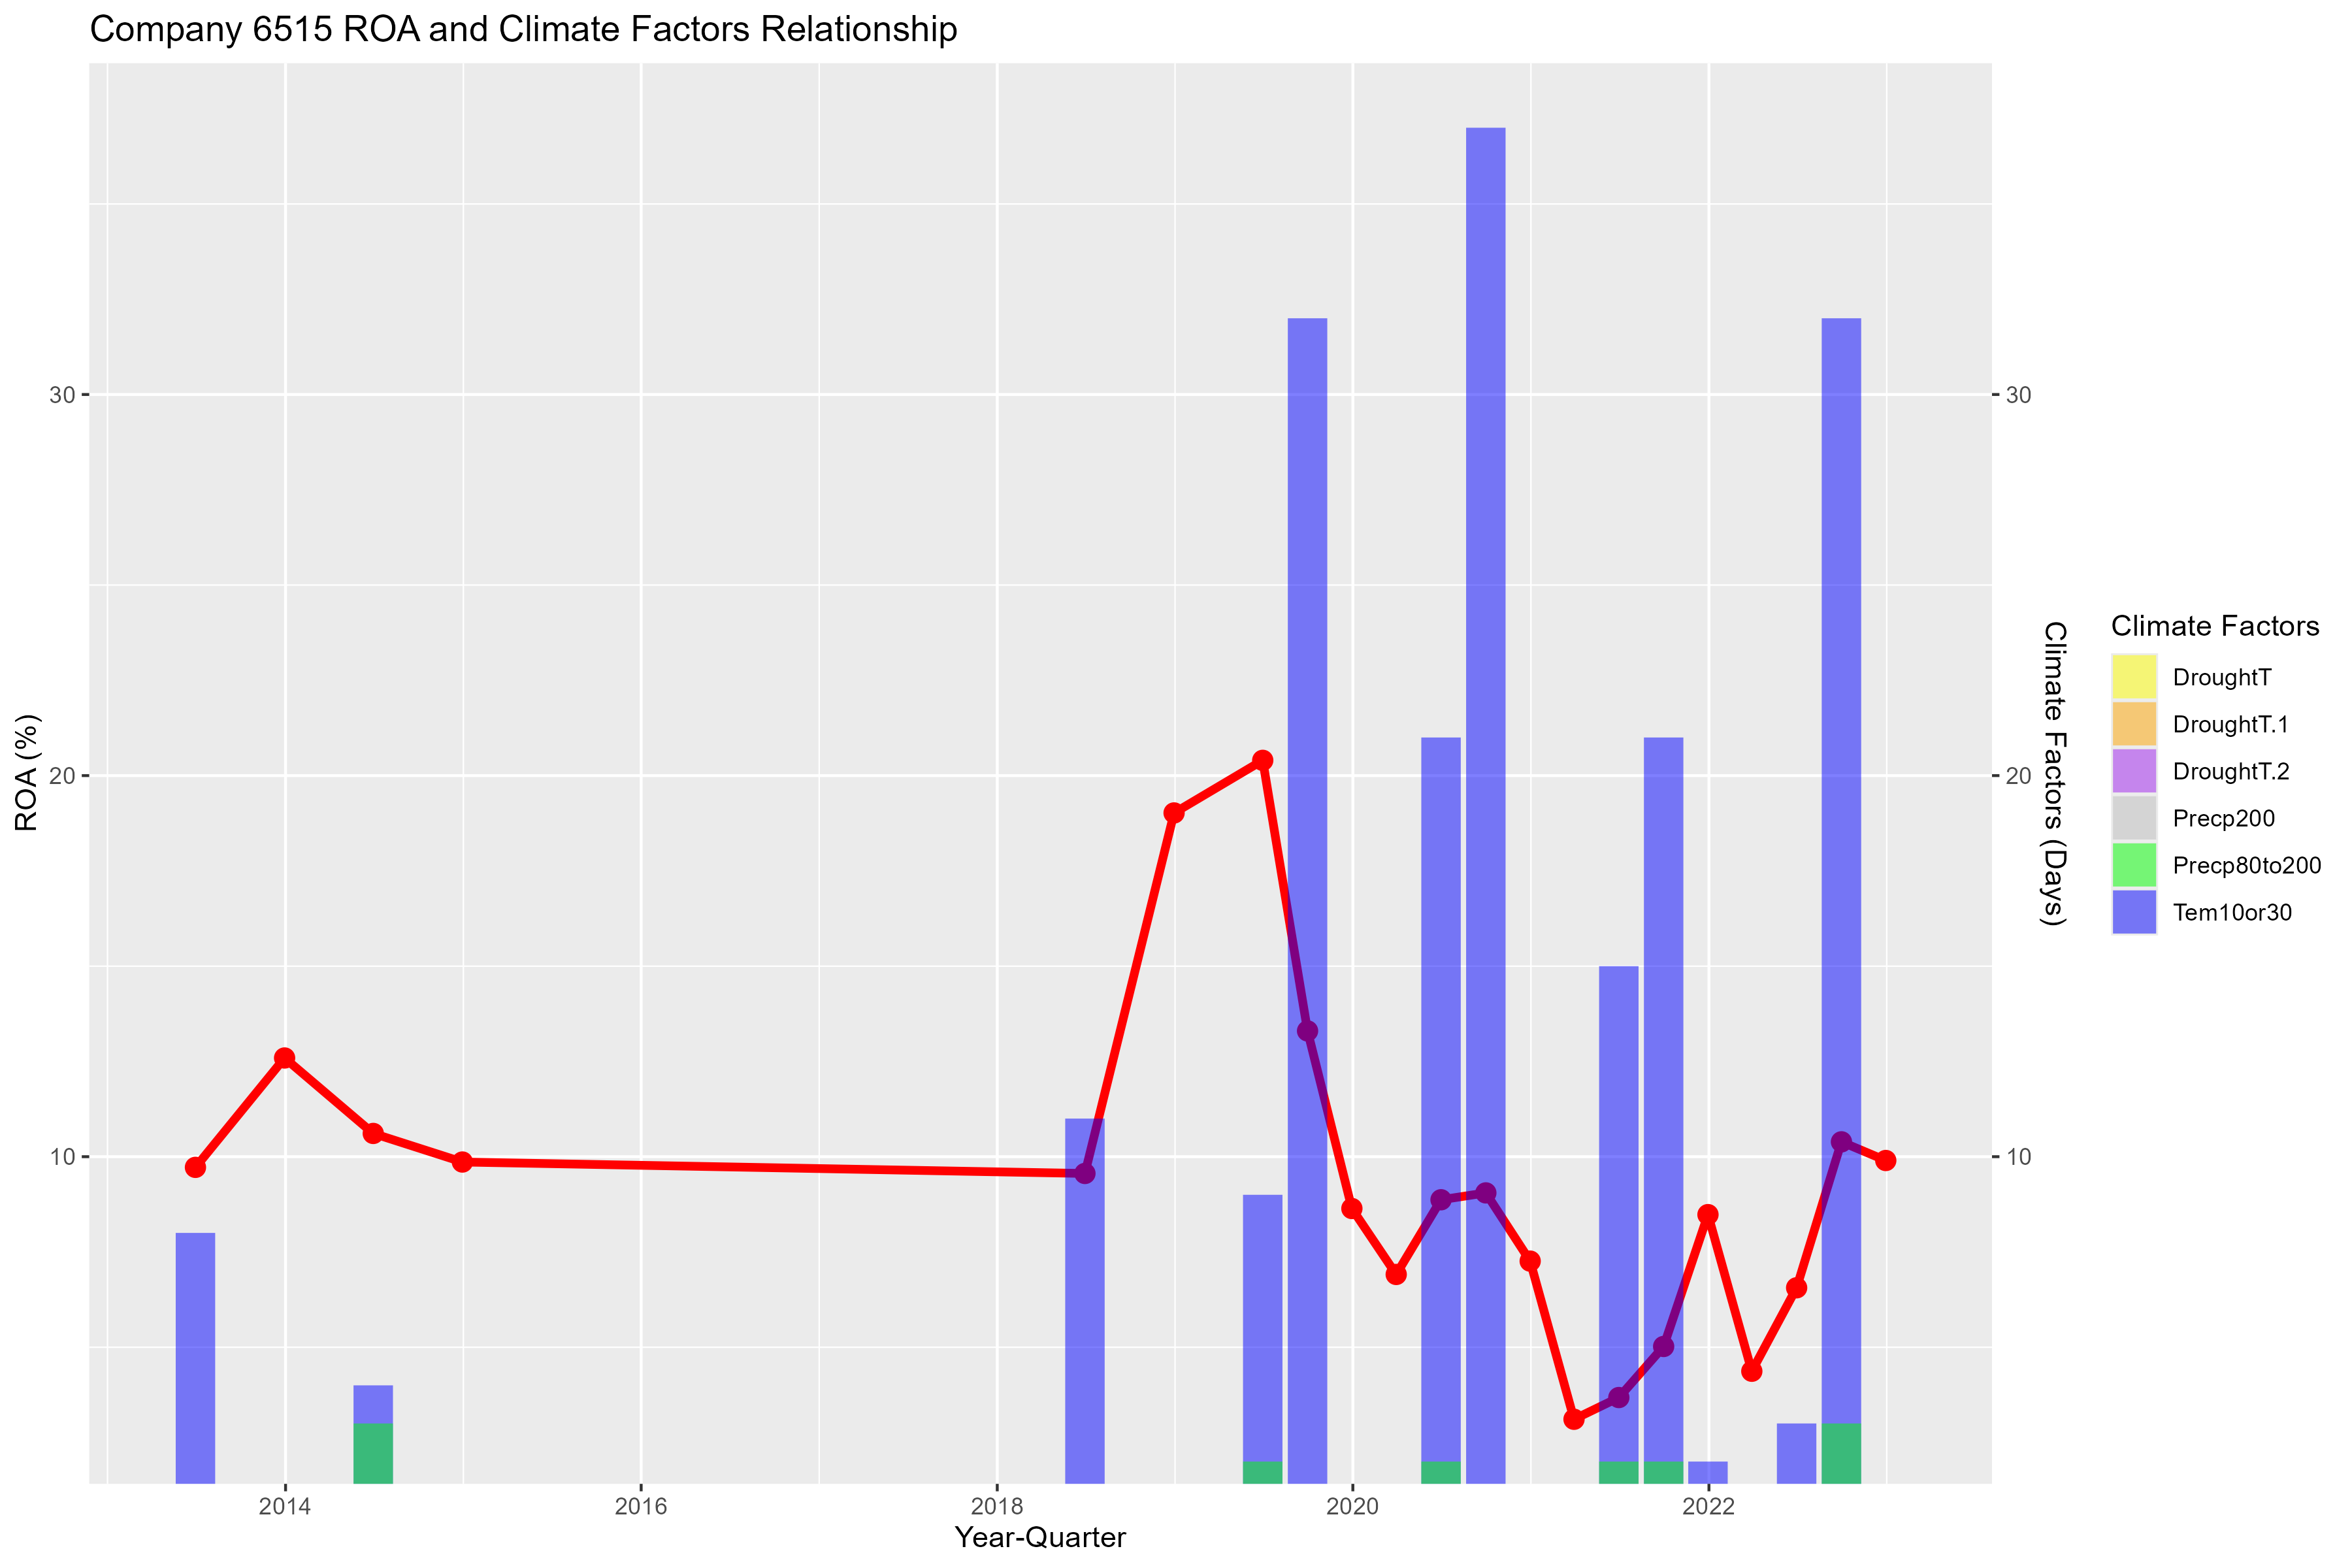 Company 6515 ROA and Climate Factors Relationship
ROA (%)
30
20
10
30
20
10
Climate Factors (Days)
2014
2016
2018
2020
2022
Year-Quarter
Climate Factors
DroughtT
DroughtT.1
DroughtT.2
Precp200
Precp80to200
Tem10or30